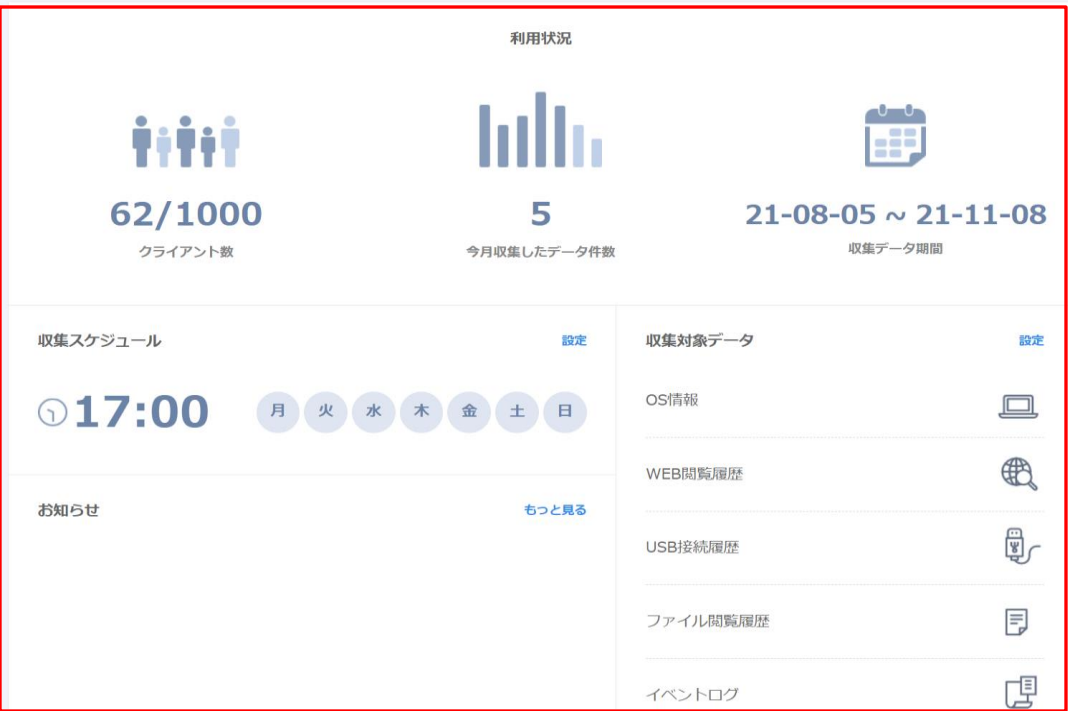 利用状況
62/1000
クライアント数
5
今月収集したデータ件数
21-08-05 ~ 21-11-08
収集データ期間
収集スケジュール
設定
17:00
月 火 水 木 金 土 日
お知らせ
もっと見る
収集対象データ
設定
OS情報
WEB閲覧履歴
USB接続履歴
ファイル閲覧履歴
イベントログ